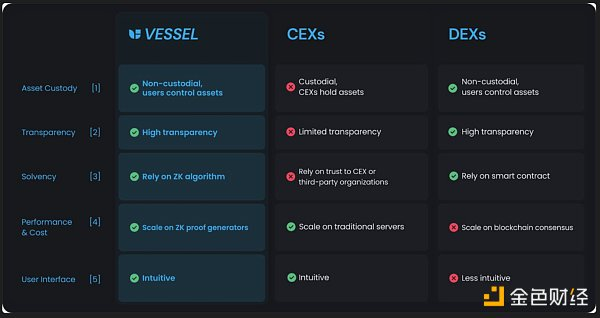 VESSEL CEXs DEXs
Asset Custody [1] Non-custodial, users control assets Custodial, CEXs hold assets Non-custodial, users control assets
Transparency [2] High transparency Limited transparency High transparency
Solvency [3] Rely on ZK algorithm Rely on trust to CEX or third-party organizations Rely on smart contract
Performance & Cost [4] Scale on ZK proof generators Scale on traditional servers Scale on blockchain consensus
User Interface [5] Intuitive Intuitive Less intuitive
金色财经